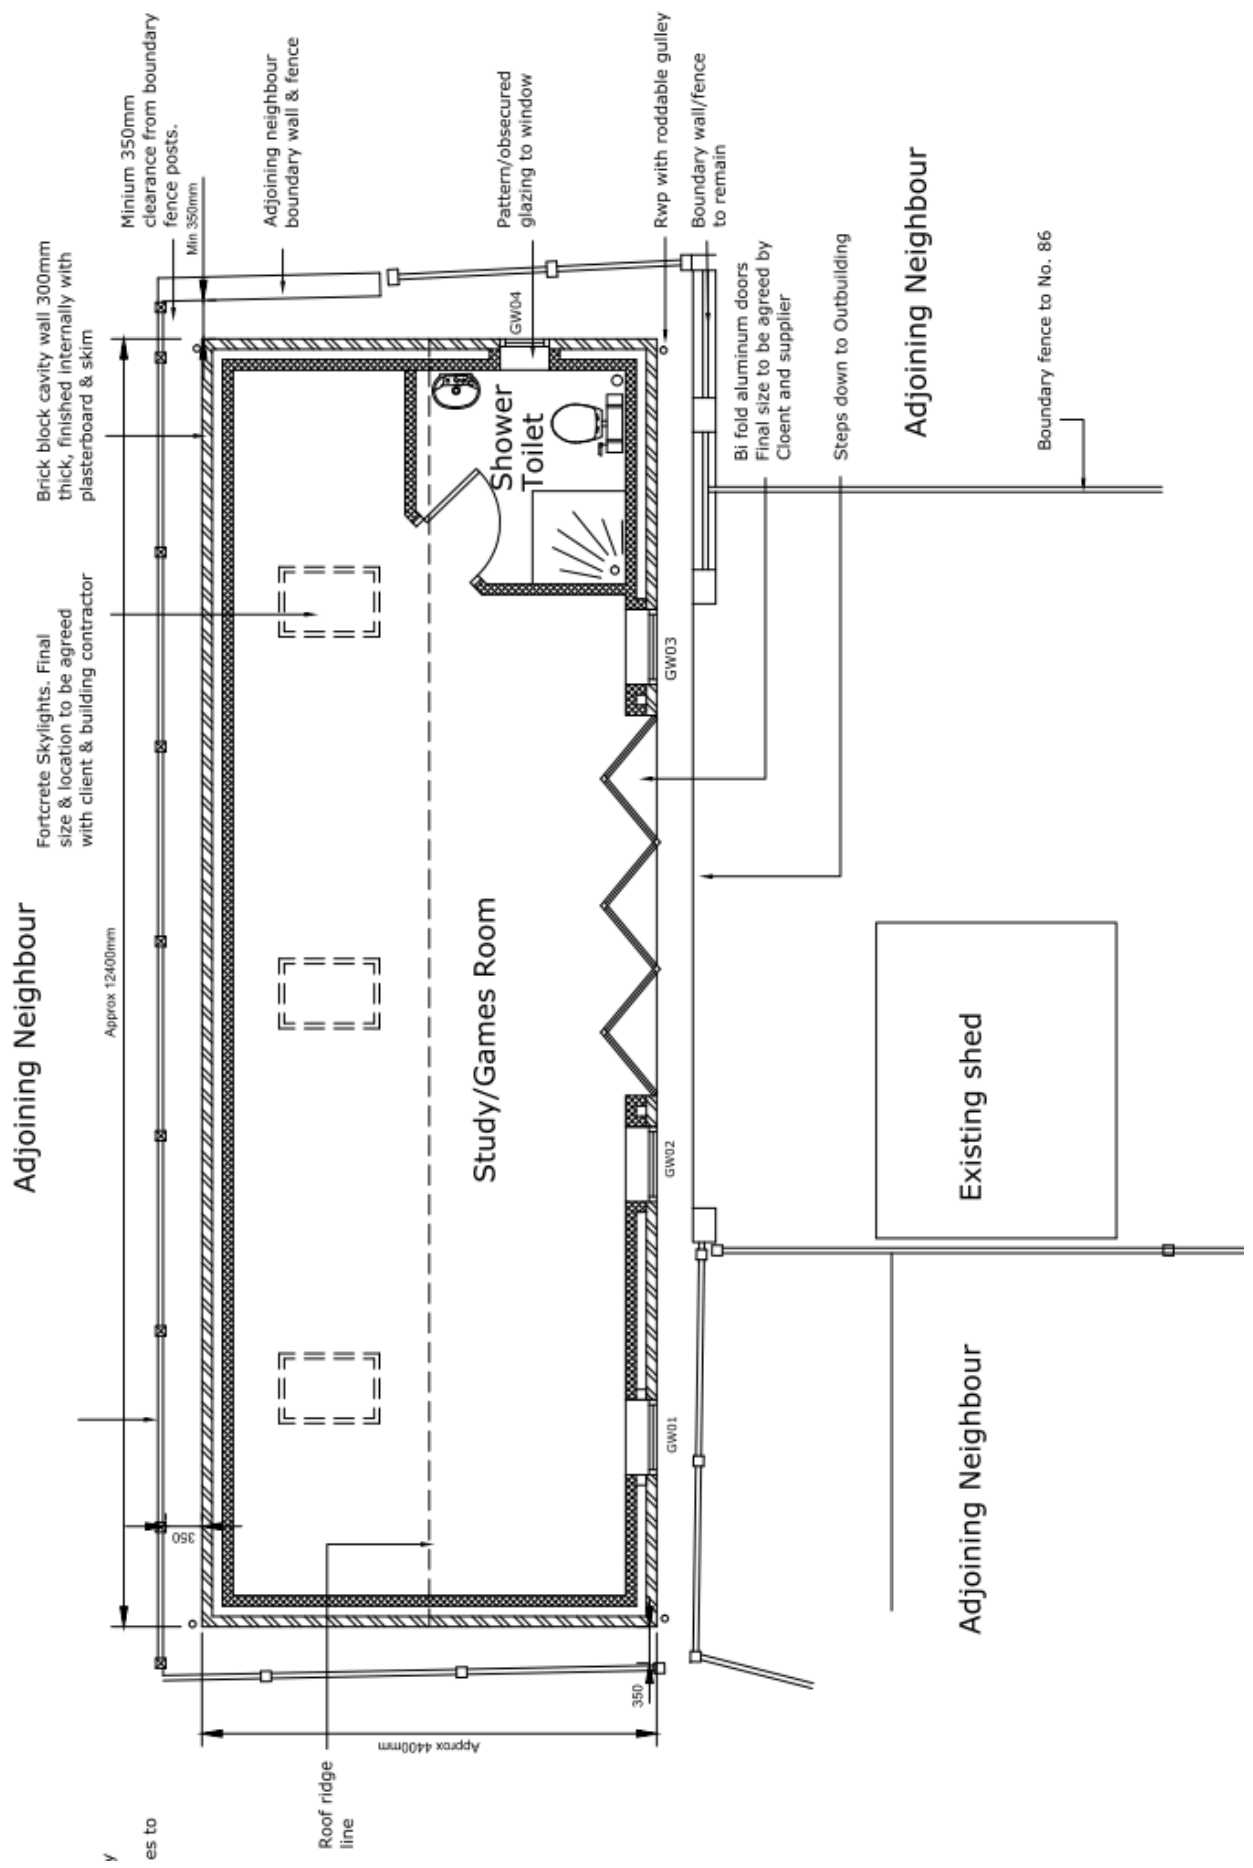 Adjoining Neighbour
Approx 12400mm
Fortcrete Skylights. Final
size & location to be agreed
with client & building contractor
Brick block cavity wall 300mm
thick, finished internally with
plasterboard & skim
Minium 350mm
clearance from boundary
fence posts.
Min 350mm
Adjoining neighbour
boundary wall & fence
Pattern/obsecured
glazing to window
Rwp with roddable gulley
Boundary wall/fence
to remain
GW04
Shower
Toilet
Study/Games Room
GW01
GW02
GW03
350
350
Approx 4400mm
Roof ridge
line
y
es to
Bi fold aluminum doors
Final size to be agreed by
Cloent and supplier
Steps down to Outbuilding
Adjoining Neighbour
Boundary fence to No. 86
Existing shed
Adjoining Neighbour